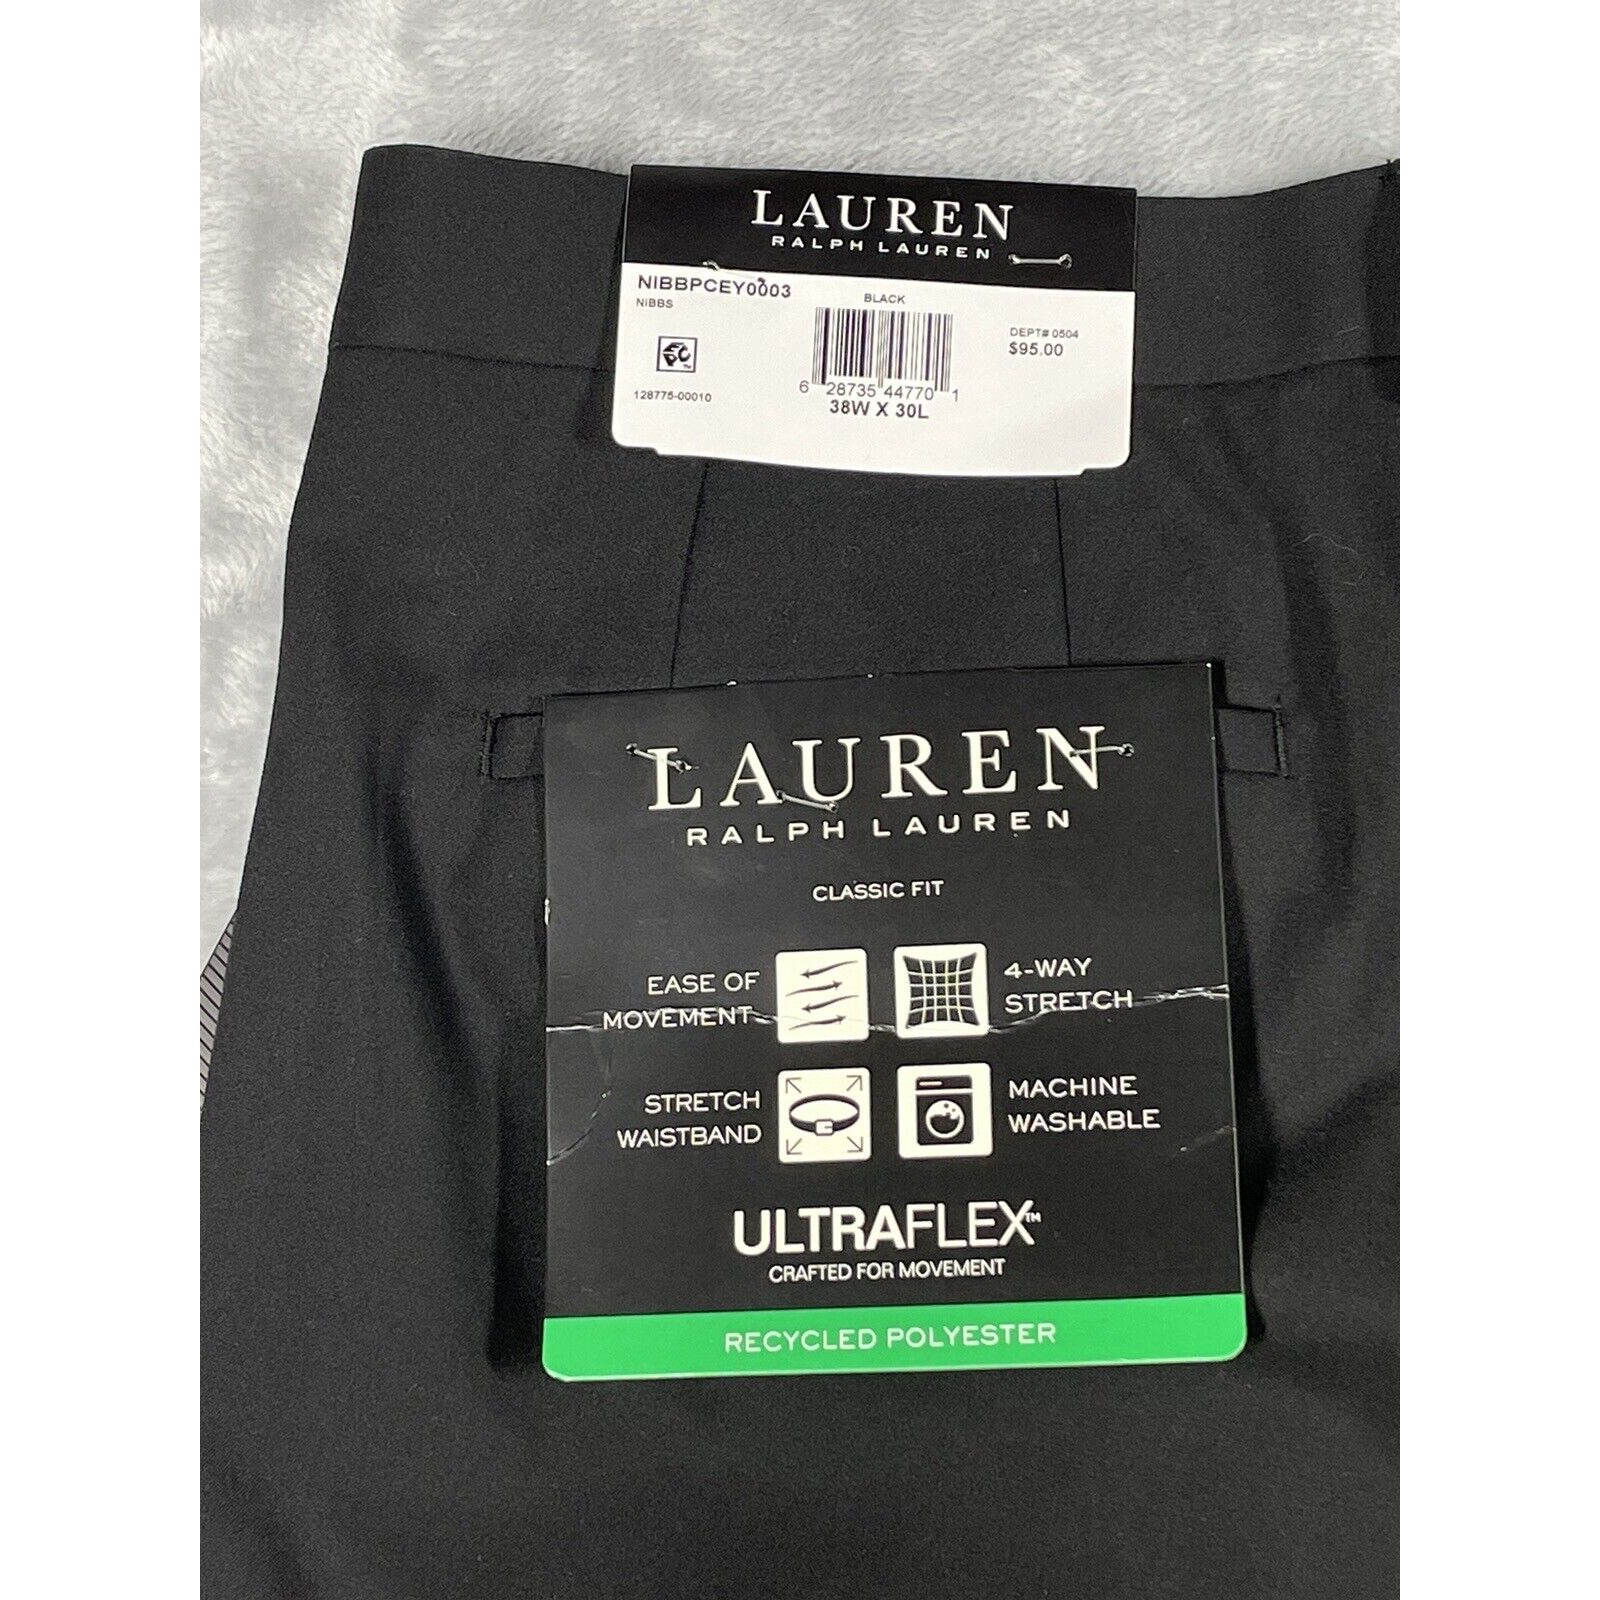 LAUREN
RALPH LAUREN
NIBBPCEY0003
NIBBS
BLACK
DEPT# 0504
$95.00
128775-00010
6 28735 44770 1
38W X 30L
LAUREN
RALPH LAUREN
CLASSIC FIT
EASE OF
MOVEMENT
4-WAY
STRETCH
STRETCH
WAISTBAND
MACHINE
WASHABLE
ULTRAFLEX™
CRAFTED FOR MOVEMENT
RECYCLED POLYESTER